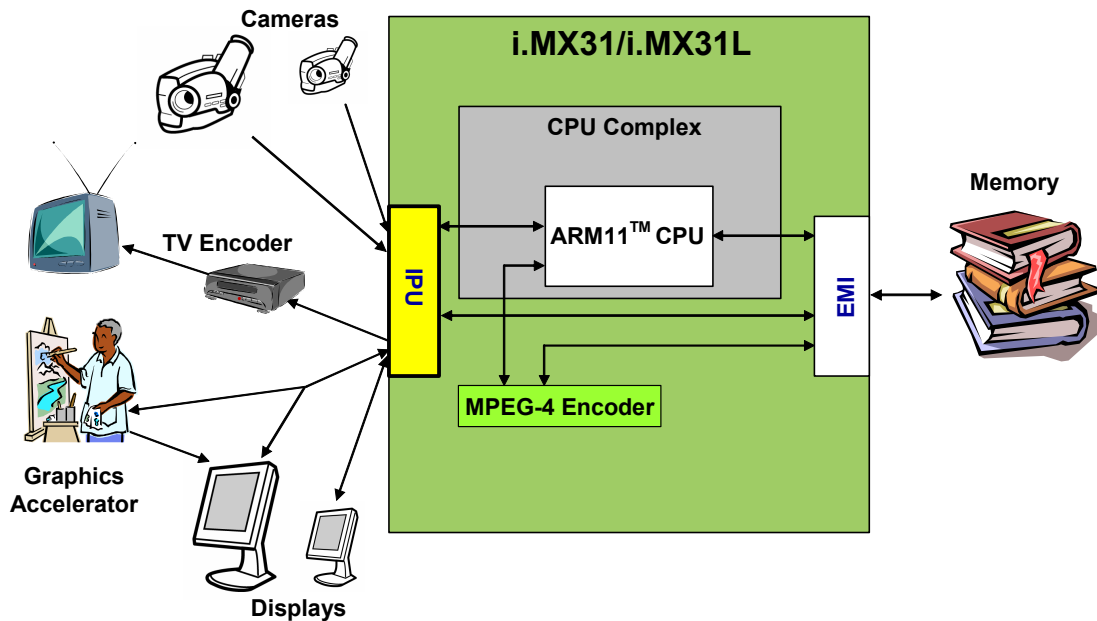 Cameras
i.MX31/i.MX31L
CPU Complex
Memory
ARM11™ CPU
TV Encoder
IPU
EMI
MPEG-4 Encoder
Graphics
Accelerator
Displays